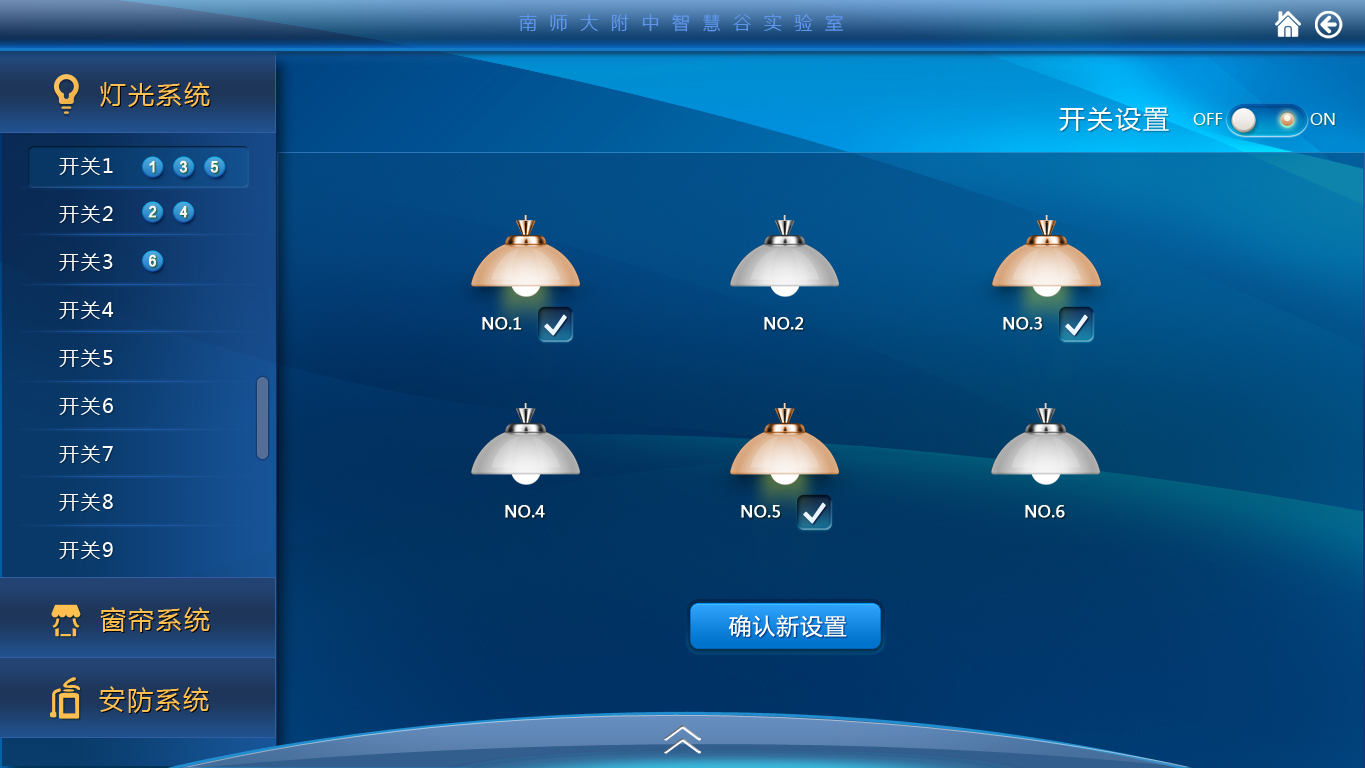 南师大附中智慧谷实验室
灯光系统
开关设置 OFF ON
开关1 1 3 5
开关2 2 4
开关3 6
开关4
开关5
开关6
开关7
开关8
开关9
窗帘系统
安防系统
NO.1 NO.2 NO.3
NO.4 NO.5 NO.6
确认新设置